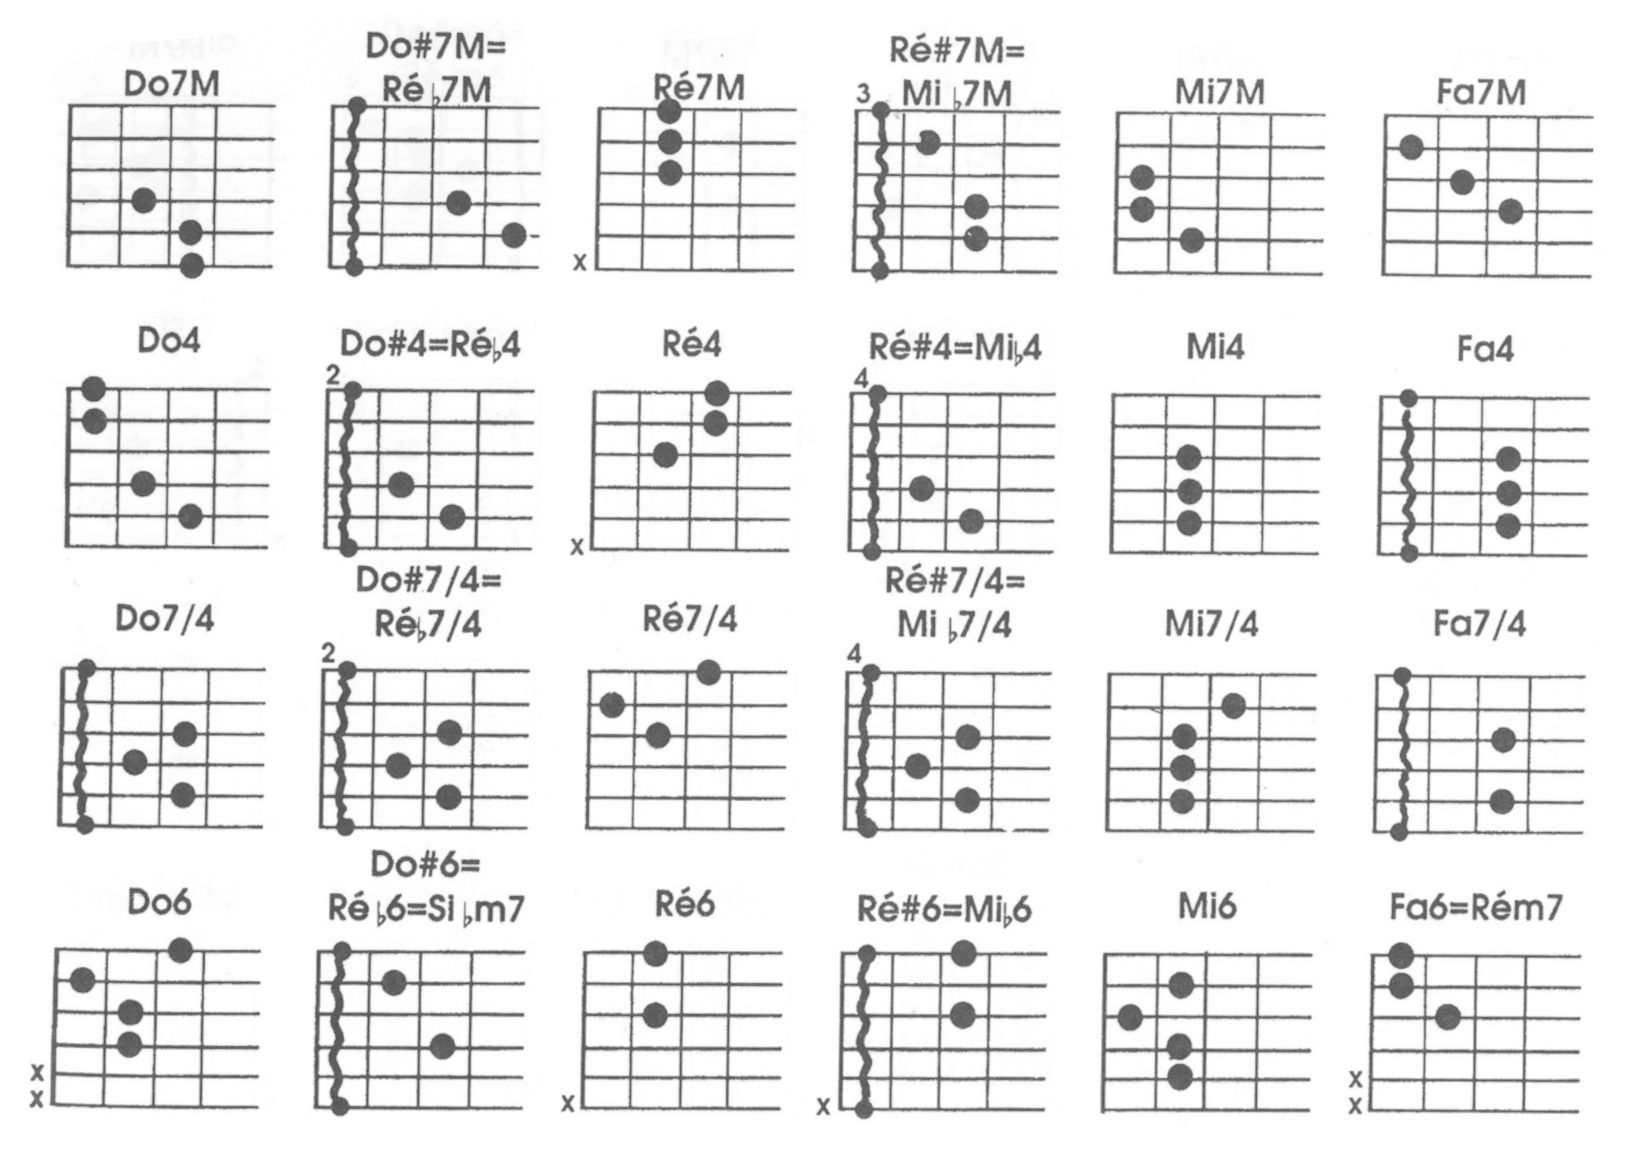 Do7M
Do#7M=
Ré♭7M
Ré7M
Ré#7M=
3 Mi♭7M
Mi7M
Fa7M
Do4
Do#4=Ré♭4
2
Ré4
Ré#4=Mi♭4
4
Mi4
Fa4
Do7/4
Do#7/4=
Ré♭7/4
2
Ré7/4
Ré#7/4=
Mi♭7/4
4
Mi7/4
Fa7/4
Do6
Do#6=
Ré♭6=Si♭m7
Ré6
Ré#6=Mi♭6
Mi6
Fa6=Rém7
x
x
x
x
x
x
x
x